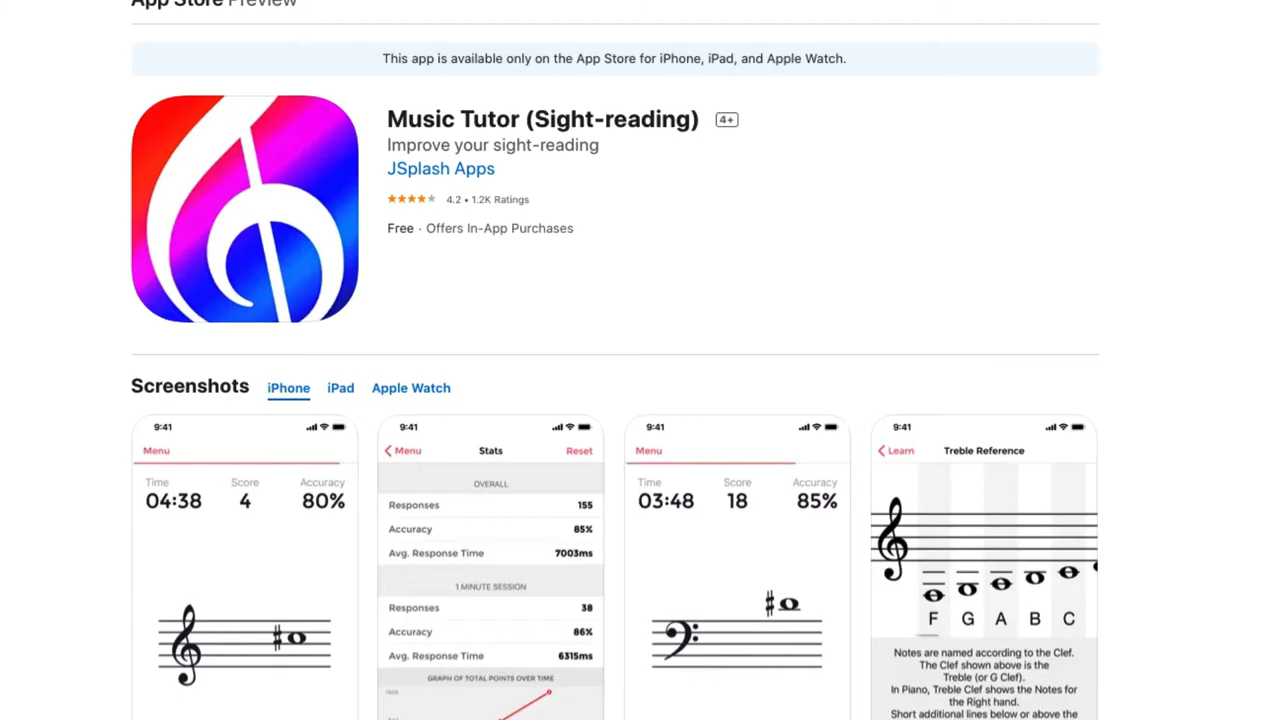 App Store Preview
This app is available only on the App Store for iPhone, iPad, and Apple Watch.
Music Tutor (Sight-reading) 4+
Improve your sight-reading
JSplash Apps
4.2 • 1.2K Ratings
Free · Offers In-App Purchases
Screenshots iPhone iPad Apple Watch
9:41
Menu
Time Score Accuracy
04:38 4 80%
9:41
Menu Stats Reset
OVERALL
Responses 155
Accuracy 85%
Avg. Response Time 7003ms
1 MINUTE SESSION
Responses 38
Accuracy 86%
Avg. Response Time 6315ms
GRAPH OF TOTAL POINTS OVER TIME
9:41
Menu
Time Score Accuracy
03:48 18 85%
9:41
Learn Treble Reference
F G A B C
Notes are named according to the Clef.
The Clef shown above is the
Treble (or G Clef).
In Piano, Treble Clef shows the Notes for
the Right hand.
Short additional lines below or above the